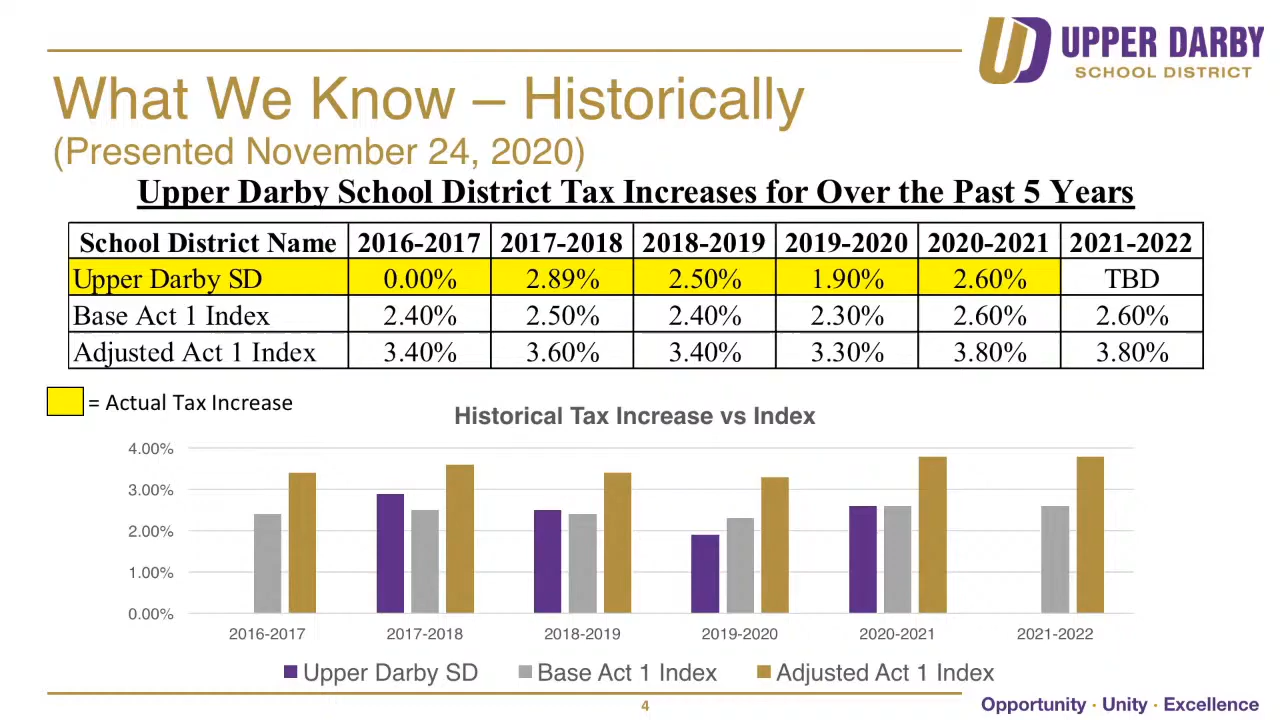 UD UPPER DARBY
SCHOOL DISTRICT
What We Know – Historically
(Presented November 24, 2020)
Upper Darby School District Tax Increases for Over the Past 5 Years
School District Name 2016-2017 2017-2018 2018-2019 2019-2020 2020-2021 2021-2022
Upper Darby SD 0.00% 2.89% 2.50% 1.90% 2.60% TBD
Base Act 1 Index 2.40% 2.50% 2.40% 2.30% 2.60% 2.60%
Adjusted Act 1 Index 3.40% 3.60% 3.40% 3.30% 3.80% 3.80%
= Actual Tax Increase
Historical Tax Increase vs Index
4.00%
3.00%
2.00%
1.00%
0.00%
2016-2017 2017-2018 2018-2019 2019-2020 2020-2021 2021-2022
Upper Darby SD Base Act 1 Index Adjusted Act 1 Index
4
Opportunity · Unity · Excellence